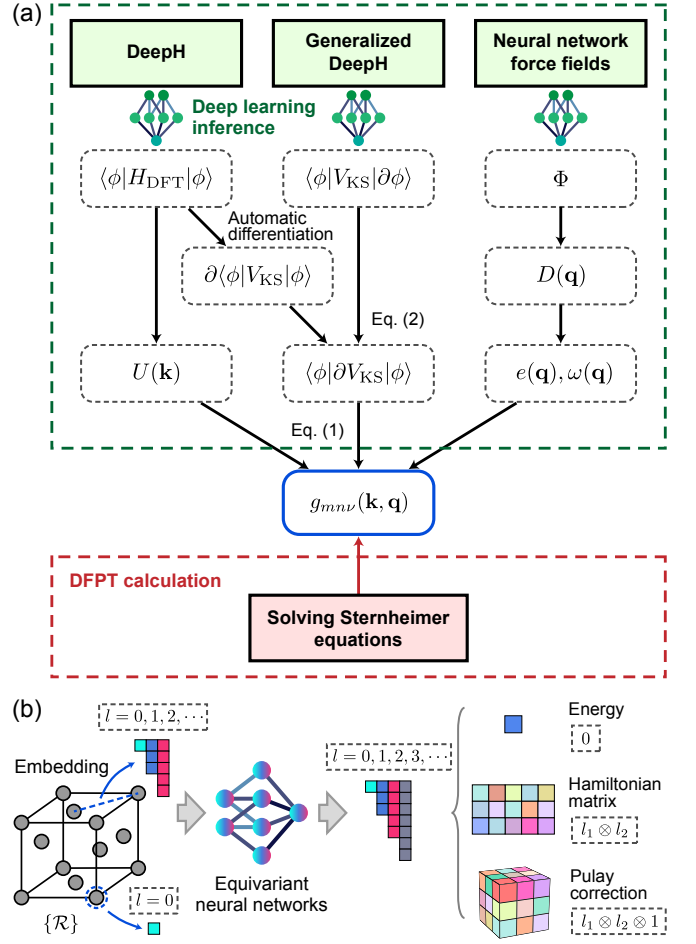 (a)
DeepH
Generalized
DeepH
Neural network
force fields
Deep learning
inference
⟨ϕ|H_DFT|ϕ⟩
⟨ϕ|V_KS|∂ϕ⟩
Φ
Automatic
differentiation
∂⟨ϕ|V_KS|ϕ⟩
D(q)
Eq. (2)
U(k)
⟨ϕ|∂V_KS|ϕ⟩
e(q), ω(q)
Eq. (1)
g_mnν(k, q)
DFPT calculation
Solving Sternheimer
equations
(b)
l = 0, 1, 2, ⋯
Embedding
l = 0
{R}
Equivariant
neural networks
l = 0, 1, 2, 3, ⋯
Energy
0
Hamiltonian
matrix
l₁ ⊗ l₂
Pulay
correction
l₁ ⊗ l₂ ⊗ 1